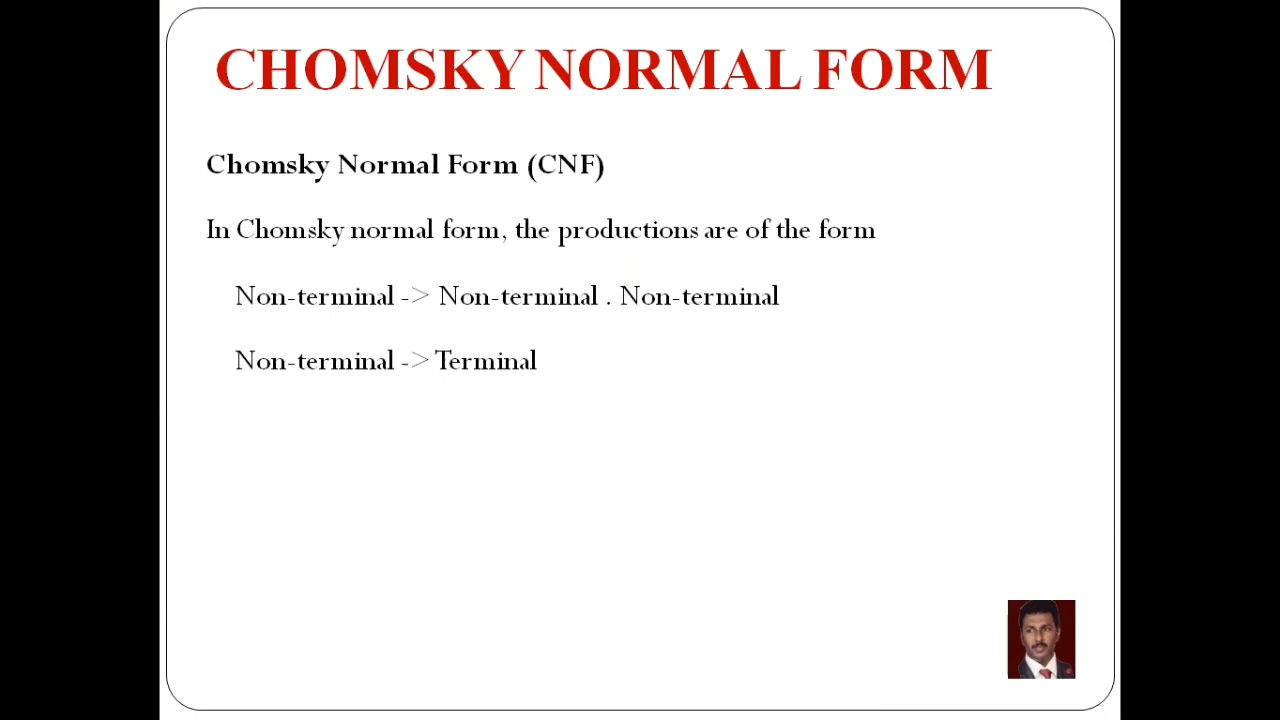 CHOMSKY NORMAL FORM
Chomsky Normal Form (CNF)
In Chomsky normal form, the productions are of the form
Non-terminal -> Non-terminal . Non-terminal
Non-terminal -> Terminal